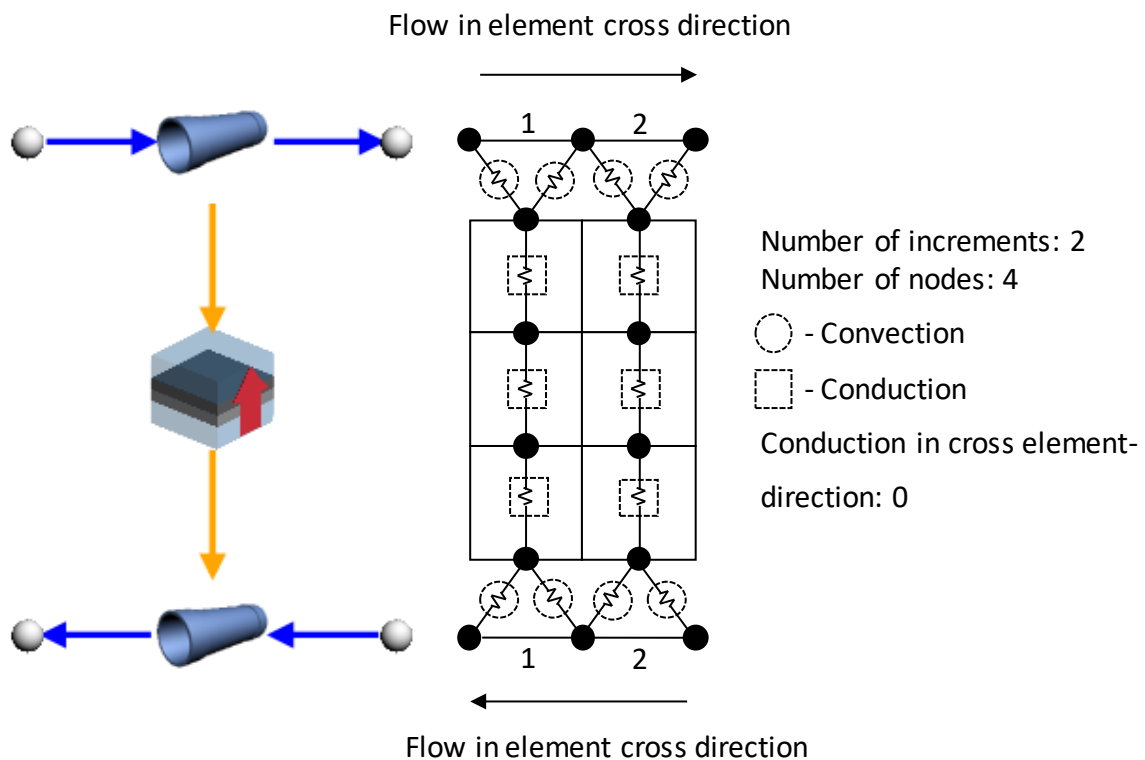 Flow in element cross direction
1 2
Number of increments: 2
Number of nodes: 4
- Convection
- Conduction
Conduction in cross element-
direction: 0
1 2
Flow in element cross direction